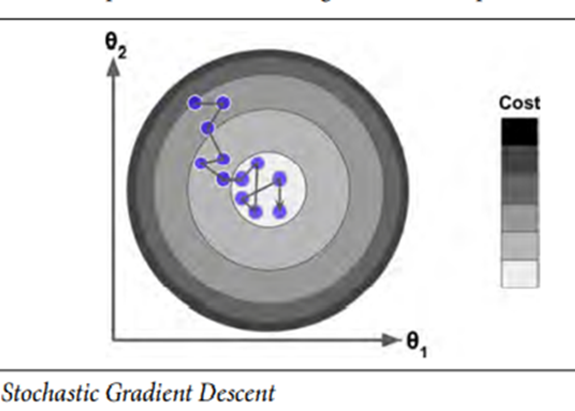 θ2
Cost
θ1
Stochastic Gradient Descent